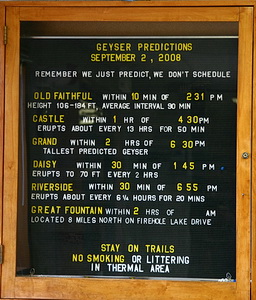 GEYSER PREDICTIONS
SEPTEMBER 2, 2008
REMEMBER WE JUST PREDICT, WE DON'T SCHEDULE
OLD FAITHFUL WITHIN 10 MIN OF 2 31 PM
HEIGHT 106-184 FT, AVERAGE INTERVAL 90 MIN
CASTLE WITHIN 1 HR OF 4 30 PM
ERUPTS ABOUT EVERY 13 HRS FOR 50 MIN
GRAND WITHIN 2 HRS OF 6 30 PM
TALLEST PREDICTED GEYSER
DAISY WITHIN 30 MIN OF 1 45 PM
ERUPTS TO 70 FT EVERY 2 HRS
RIVERSIDE WITHIN 30 MIN OF 6 55 PM
ERUPTS ABOUT EVERY 6¼ HOURS FOR 20 MINS
GREAT FOUNTAIN WITHIN 2 HRS OF AM
LOCATED 8 MILES NORTH ON FIREHOLE LAKE DRIVE
STAY ON TRAILS
NO SMOKING OR LITTERING
IN THERMAL AREA